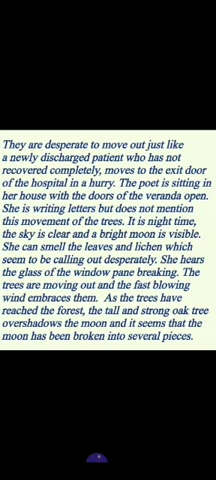 They are desperate to move out just like
a newly discharged patient who has not
recovered completely, moves to the exit door
of the hospital in a hurry. The poet is sitting in
her house with the doors of the veranda open.
She is writing letters but does not mention
this movement of the trees. It is night time,
the sky is clear and a bright moon is visible.
She can smell the leaves and lichen which
seem to be calling out desperately. She hears
the glass of the window pane breaking. The
trees are moving out and the fast blowing
wind embraces them. As the trees have
reached the forest, the tall and strong oak tree
overshadows the moon and it seems that the
moon has been broken into several pieces.